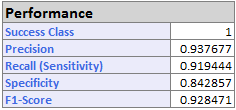 Performance
Success Class 1
Precision 0.937677
Recall (Sensitivity) 0.919444
Specificity 0.842857
F1-Score 0.928471